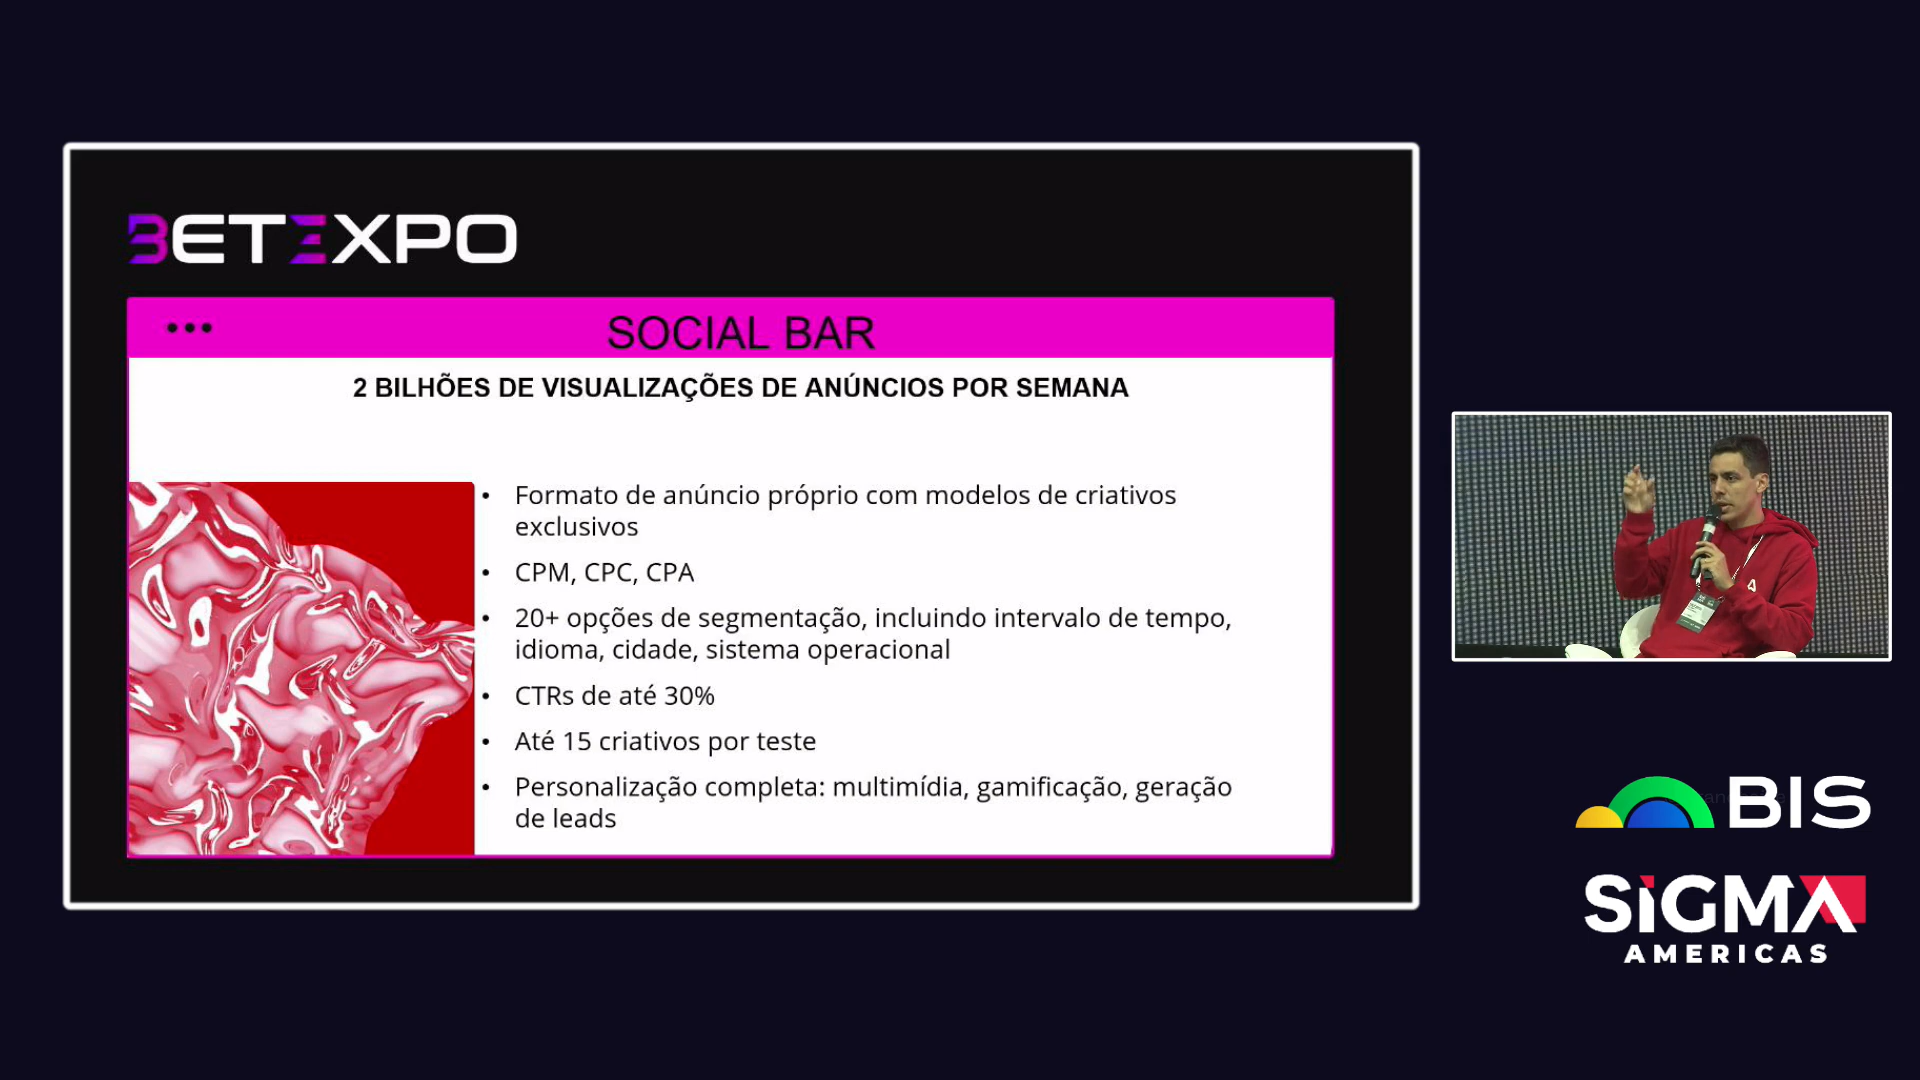 BETEXPO
SOCIAL BAR
2 BILHÕES DE VISUALIZAÇÕES DE ANÚNCIOS POR SEMANA
• Formato de anúncio próprio com modelos de criativos
exclusivos
• CPM, CPC, CPA
• 20+ opções de segmentação, incluindo intervalo de tempo,
idioma, cidade, sistema operacional
• CTRs de até 30%
• Até 15 criativos por teste
• Personalização completa: multimídia, gamificação, geração
de leads
A
BIS
SiGMA
AMERICAS